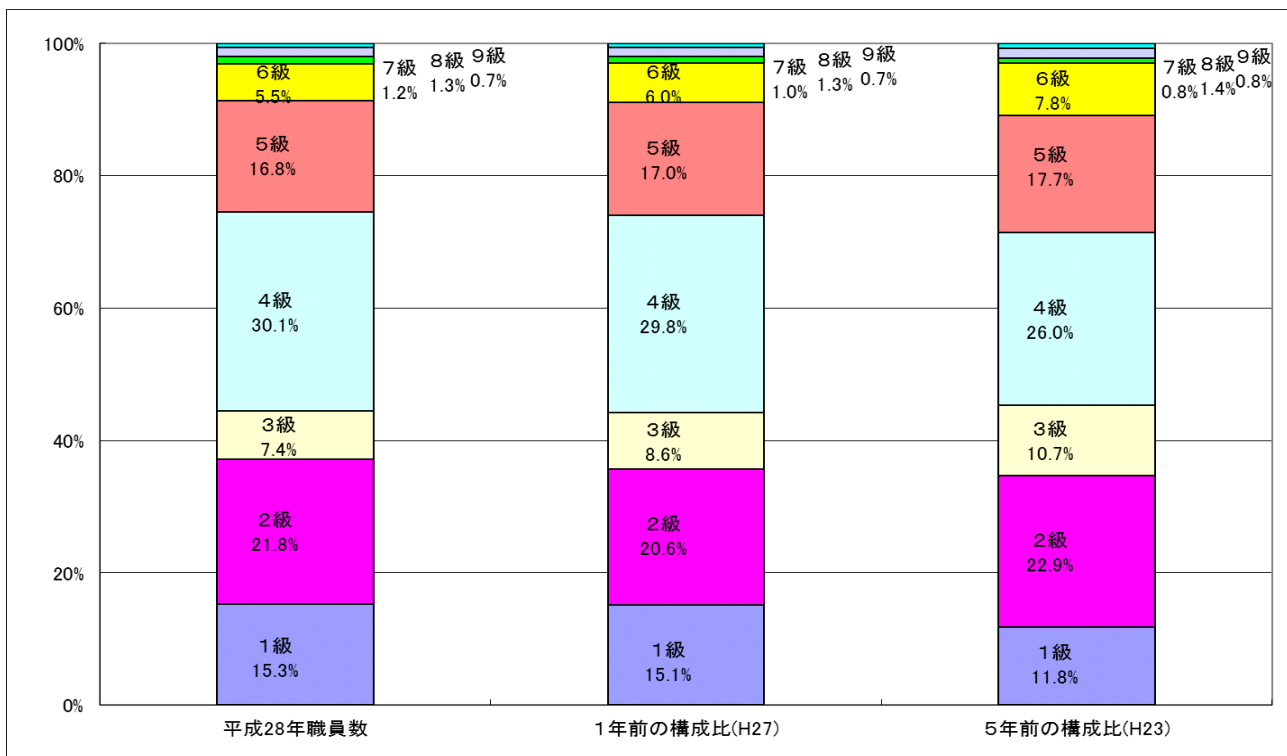 100%
80%
60%
40%
20%
0%
９級
0.7%
８級
1.3%
７級
1.2%
６級
5.5%
５級
16.8%
４級
30.1%
３級
7.4%
２級
21.8%
１級
15.3%
平成28年職員数
９級
0.7%
８級
1.3%
７級
1.0%
６級
6.0%
５級
17.0%
４級
29.8%
３級
8.6%
２級
20.6%
１級
15.1%
１年前の構成比(H27)
９級
0.8%
８級
1.4%
７級
0.8%
６級
7.8%
５級
17.7%
４級
26.0%
３級
10.7%
２級
22.9%
１級
11.8%
５年前の構成比(H23)